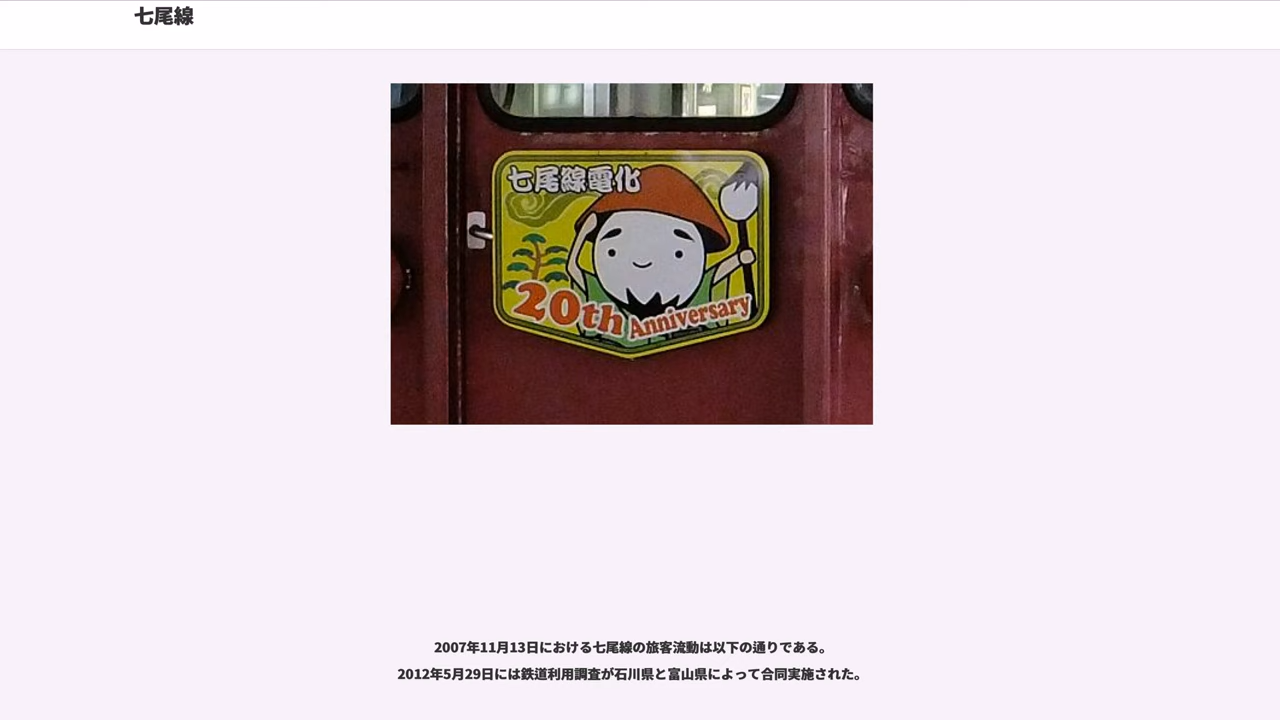 七尾線
七尾線電化
20th Anniversary
2007年11月13日における七尾線の旅客流動は以下の通りである。
2012年5月29日には鉄道利用調査が石川県と富山県によって合同実施された。